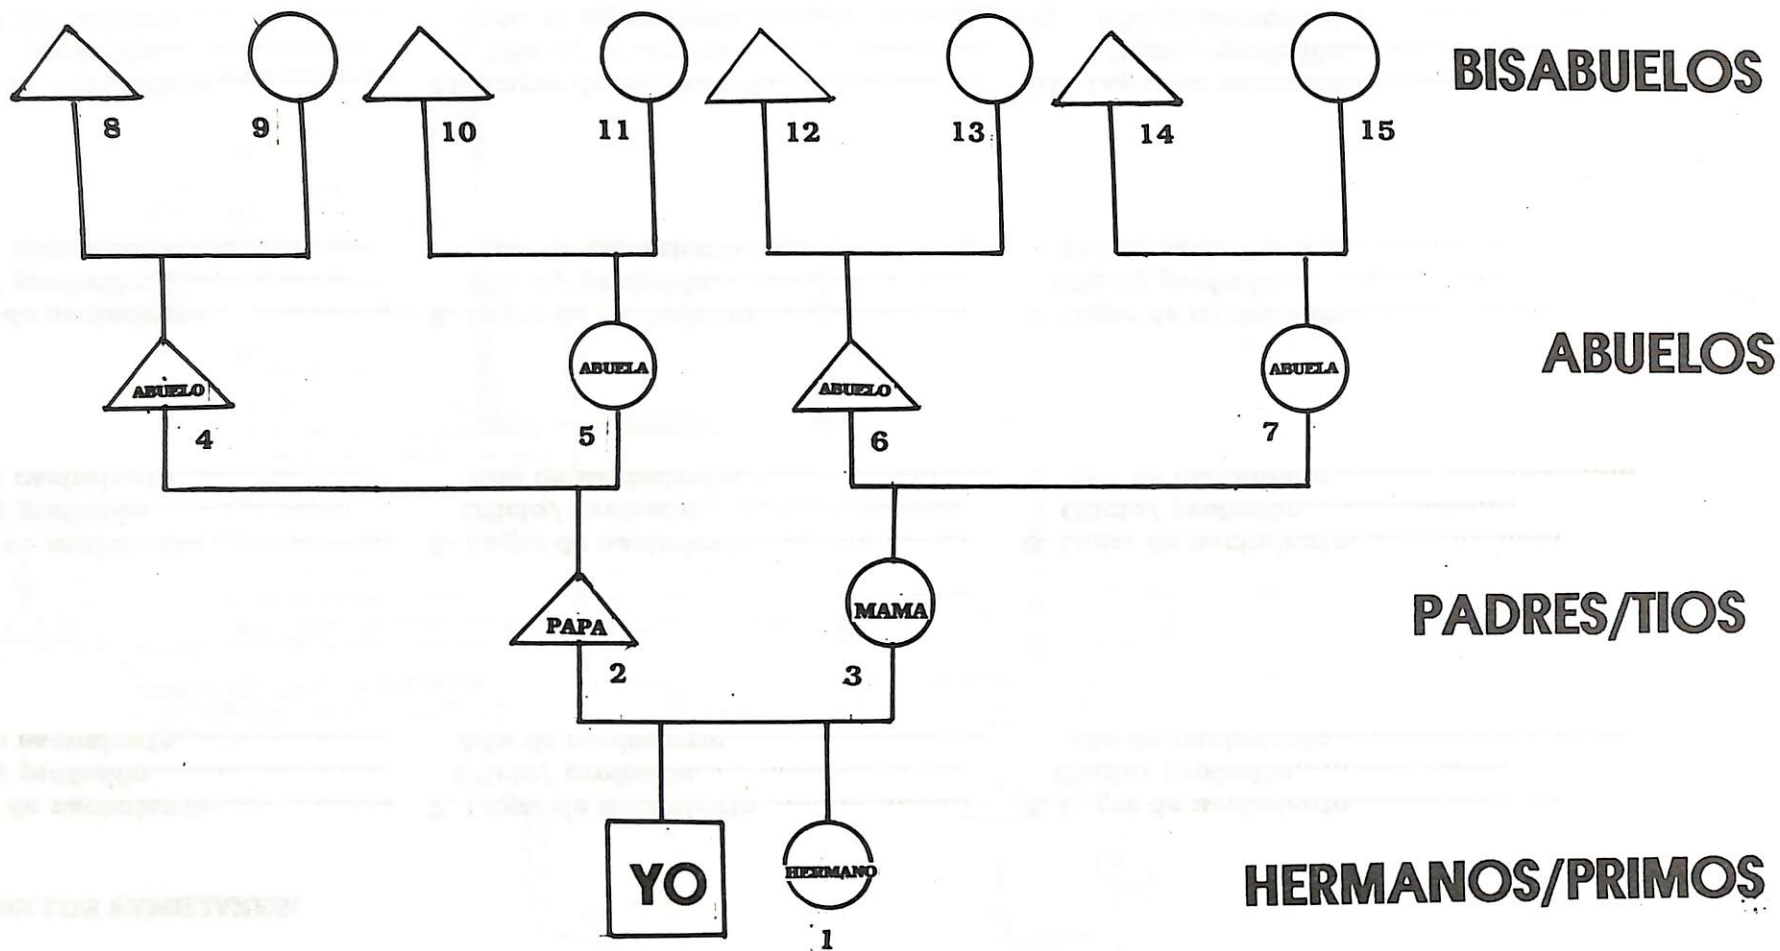 BISABUELOS
8 9 10 11 12 13 14 15
ABUELO ABUELA ABUELO ABUELA
ABUELOS
4 5 6 7
PAPA MAMA
PADRES/TIOS
2 3
YO HERMANO
HERMANOS/PRIMOS
1